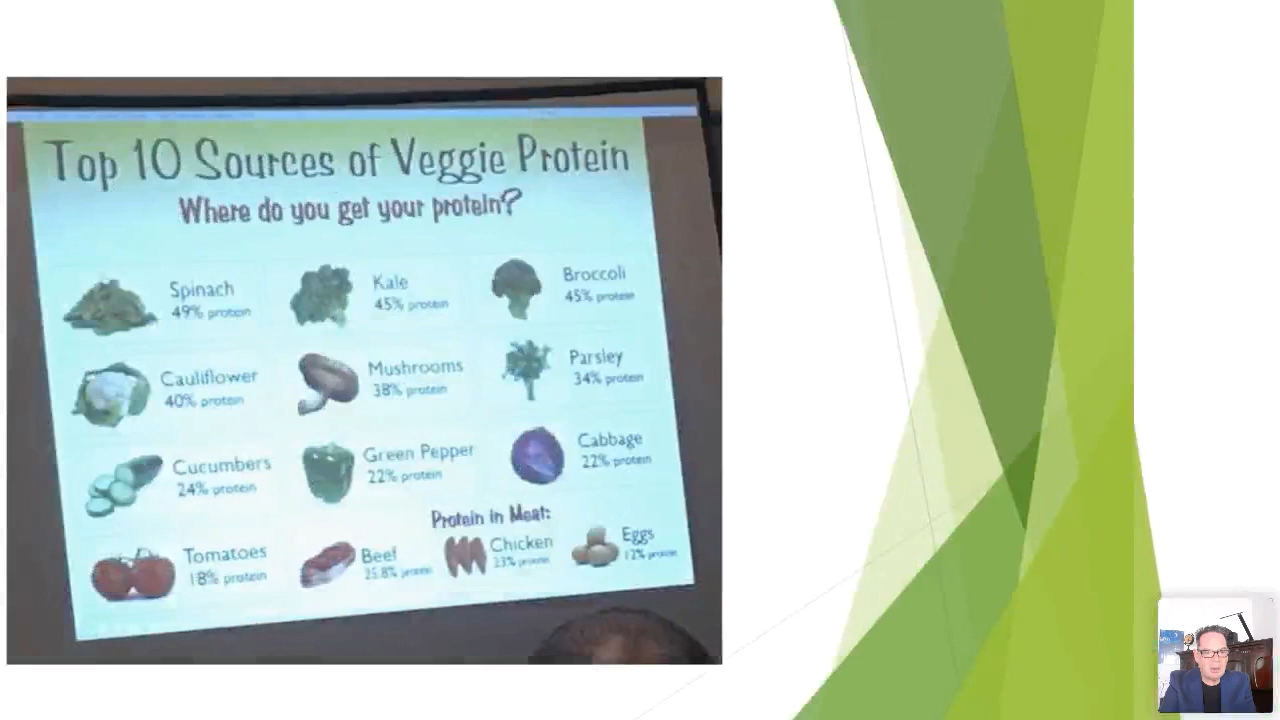 Top 10 Sources of Veggie Protein
Where do you get your protein?
Spinach
49% protein
Kale
45% protein
Broccoli
45% protein
Cauliflower
40% protein
Mushrooms
38% protein
Parsley
34% protein
Cucumbers
24% protein
Green Pepper
22% protein
Cabbage
22% protein
Tomatoes
18% protein
Protein in Meat:
Beef
25.8% protein
Chicken
23% protein
Eggs
12% protein